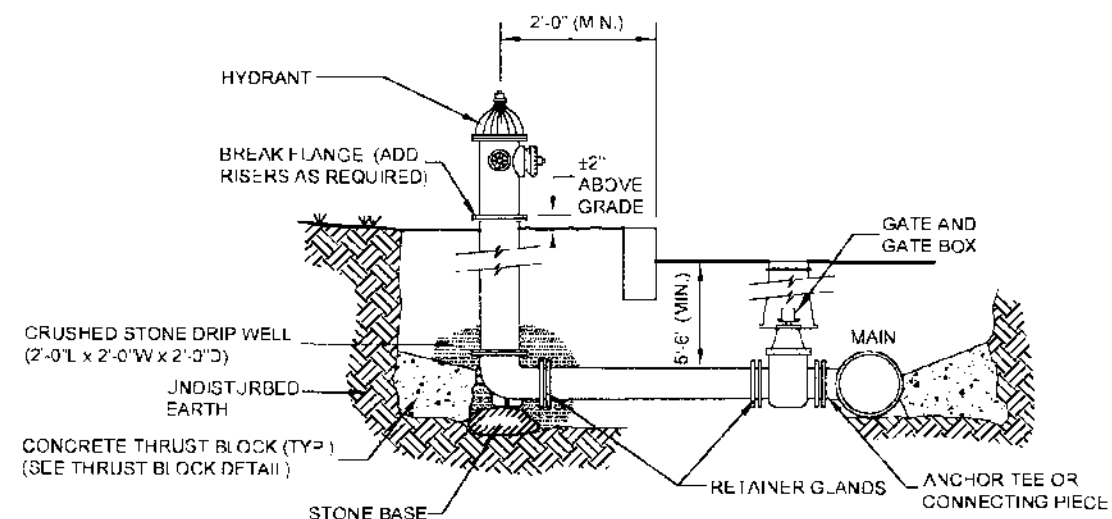 2'-0" (MIN.)
HYDRANT
BREAK FLANGE (ADD
RISERS AS REQUIRED)
±2"
ABOVE
GRADE
GATE AND
GATE BOX
5'-6" (MIN.)
MAIN
CRUSHED STONE DRIP WELL
(2'-0"L x 2'-0"W x 2'-0"D)
UNDISTURBED
EARTH
CONCRETE THRUST BLOCK (TYP.)
(SEE THRUST BLOCK DETAIL)
RETAINER GLANDS
ANCHOR TEE OR
CONNECTING PIECE
STONE BASE